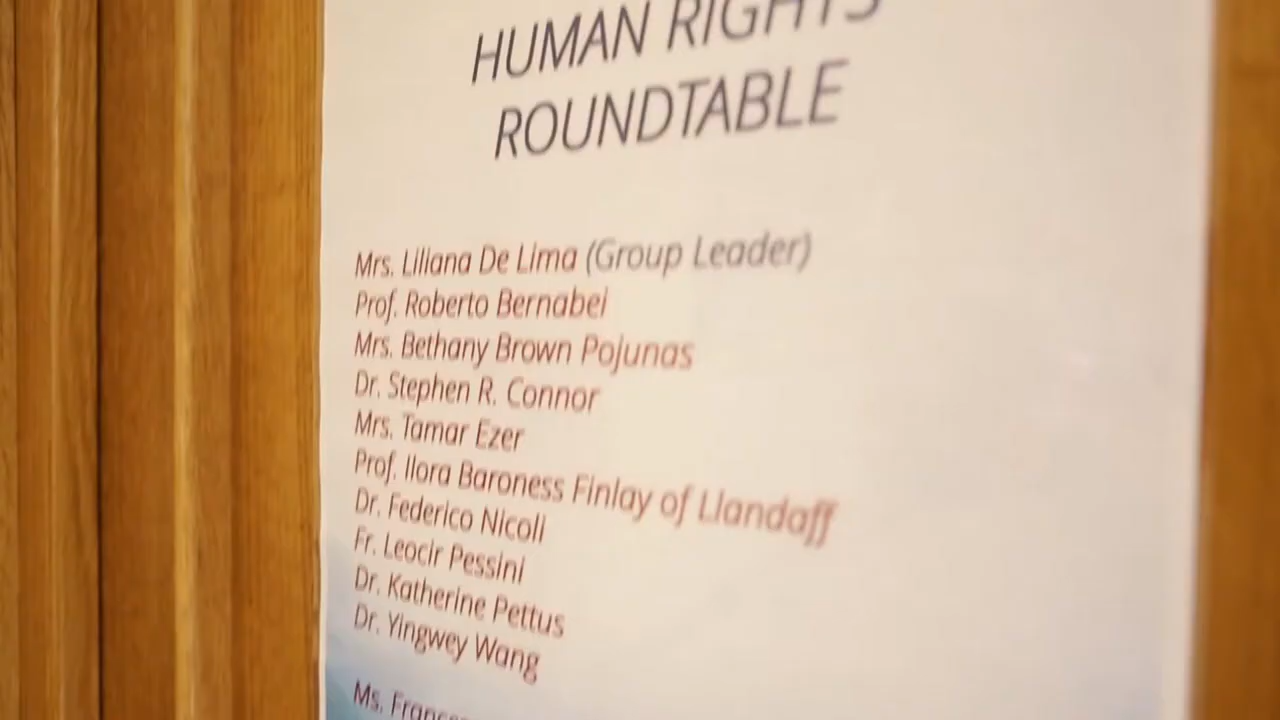 HUMAN RIGHTS
ROUNDTABLE
Mrs. Liliana De Lima (Group Leader)
Prof. Roberto Bernabei
Mrs. Bethany Brown Pojunas
Dr. Stephen R. Connor
Mrs. Tamar Ezer
Prof. Ilora Baroness Finlay of Llandaff
Dr. Federico Nicoli
Fr. Leocir Pessini
Dr. Katherine Pettus
Dr. Yingwey Wang
Ms.